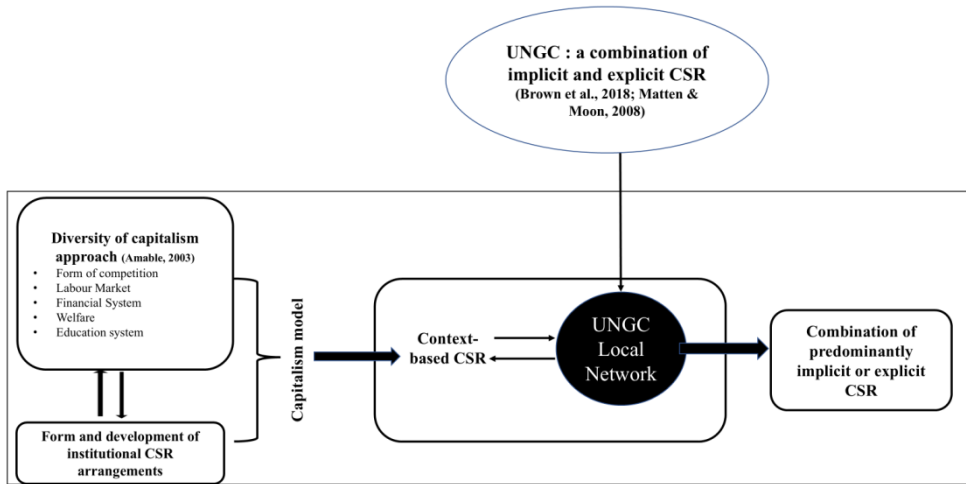 UNGC : a combination of
implicit and explicit CSR
(Brown et al., 2018; Matten &
Moon, 2008)
Diversity of capitalism
approach (Amable, 2003)
• Form of competition
• Labour Market
• Financial System
• Welfare
• Education system
Form and development of
institutional CSR
arrangements
Capitalism model
Context-
based CSR
UNGC
Local
Network
Combination of
predominantly
implicit or explicit
CSR